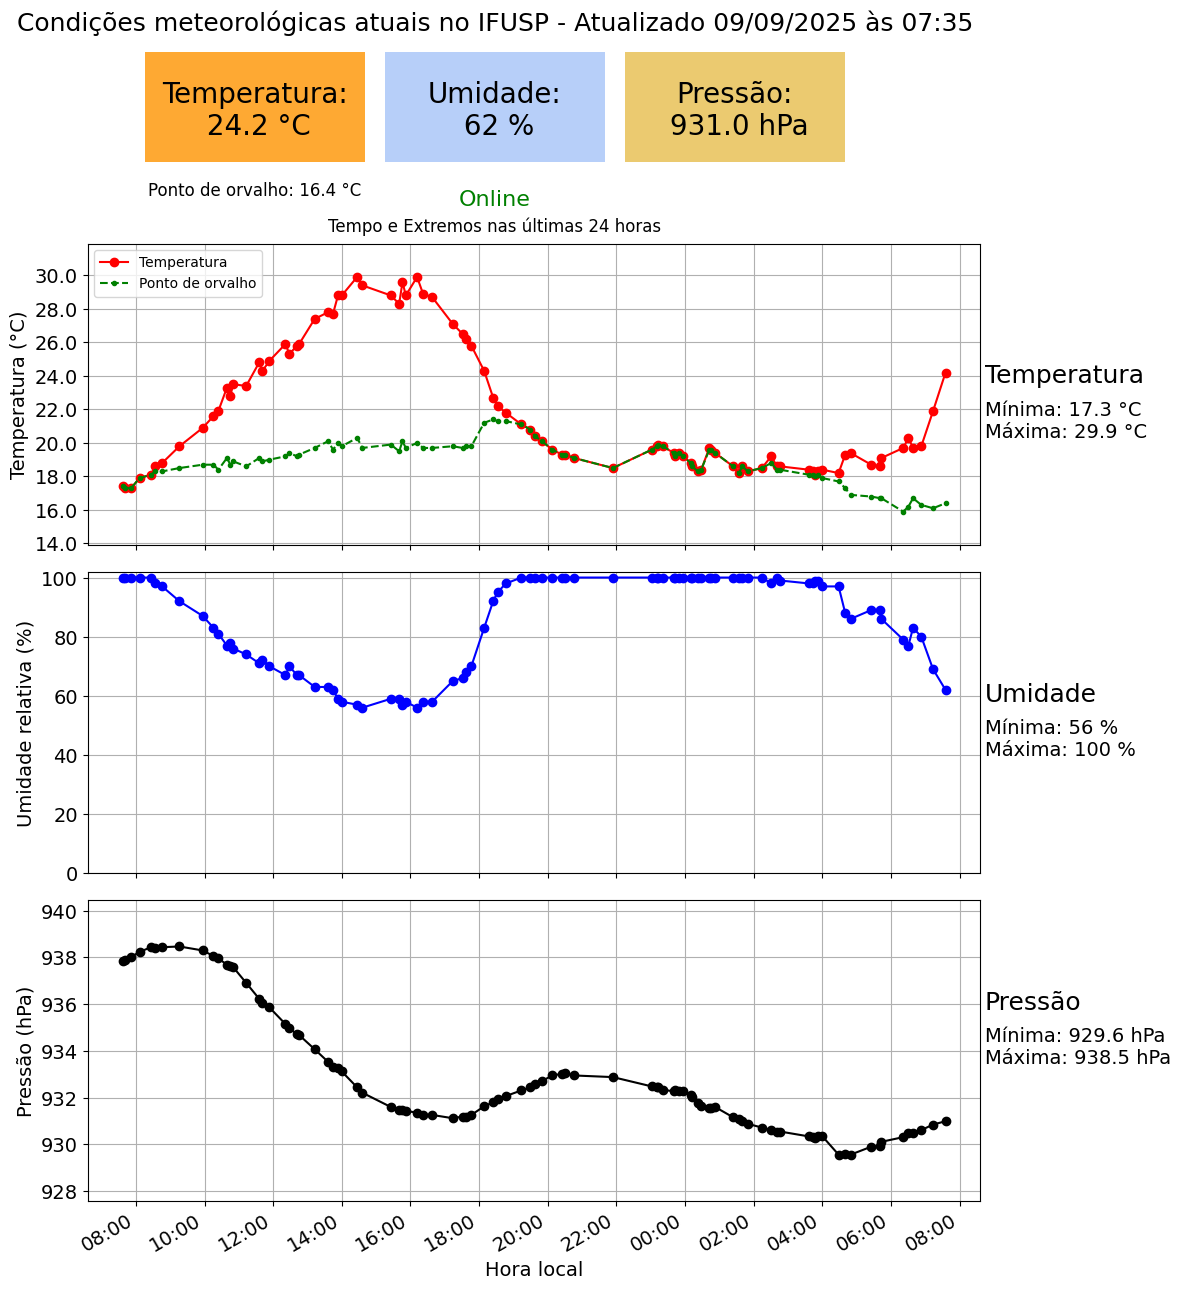 Condições meteorológicas atuais no IFUSP - Atualizado 09/09/2025 às 07:35
Temperatura:
24.2 °C
Umidade:
62 %
Pressão:
931.0 hPa
Ponto de orvalho: 16.4 °C
Online
Tempo e Extremos nas últimas 24 horas
Temperatura
Ponto de orvalho
Temperatura (°C)
30.0
28.0
26.0
24.0
22.0
20.0
18.0
16.0
14.0
Temperatura
Mínima: 17.3 °C
Máxima: 29.9 °C
Umidade relativa (%)
100
80
60
40
20
0
Umidade
Mínima: 56 %
Máxima: 100 %
Pressão (hPa)
940
938
936
934
932
930
928
Pressão
Mínima: 929.6 hPa
Máxima: 938.5 hPa
08:00 10:00 12:00 14:00 16:00 18:00 20:00 22:00 00:00 02:00 04:00 06:00 08:00
Hora local